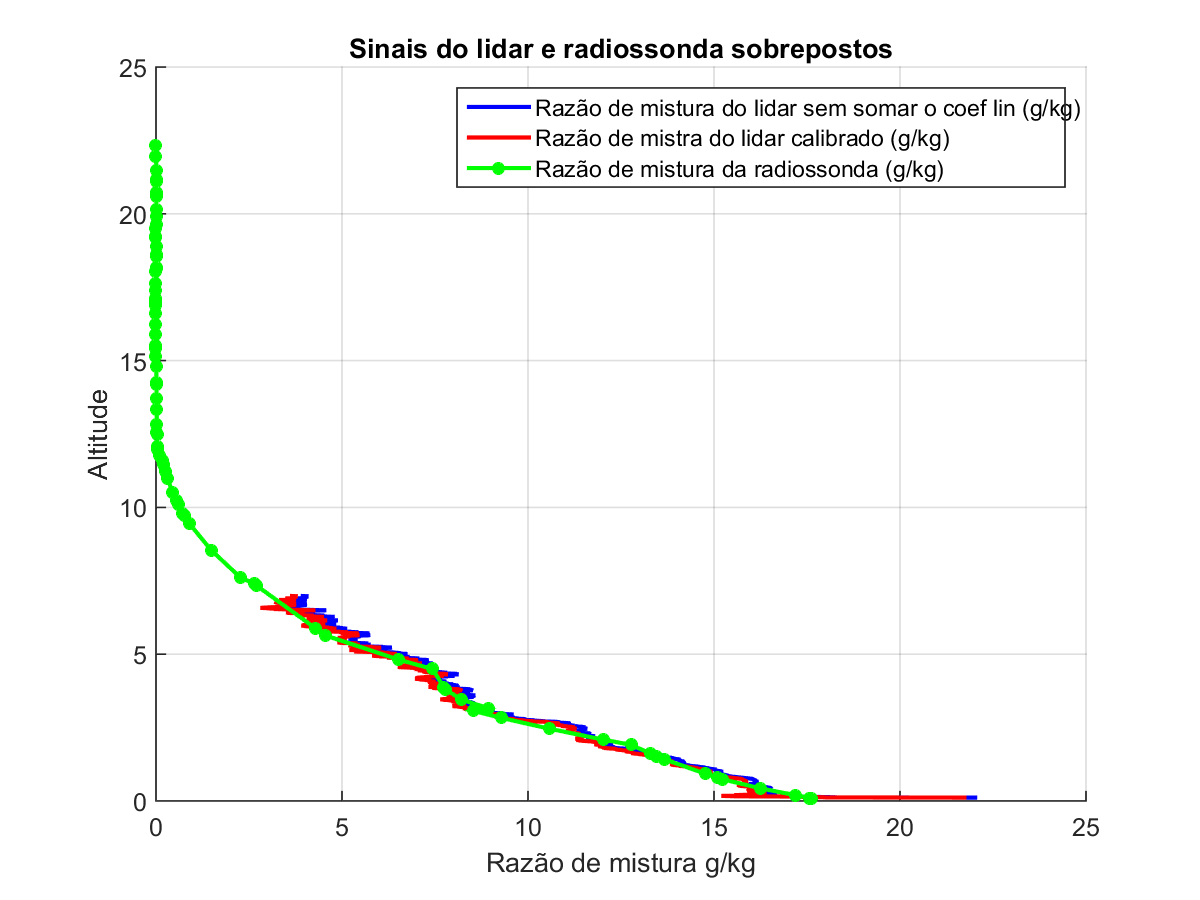 Sinais do lidar e radiossonda sobrepostos
Razão de mistura do lidar sem somar o coef lin (g/kg)
Razão de mistra do lidar calibrado (g/kg)
Razão de mistura da radiossonda (g/kg)
25
20
15
10
5
0
Altitude
0 5 10 15 20 25
Razão de mistura g/kg